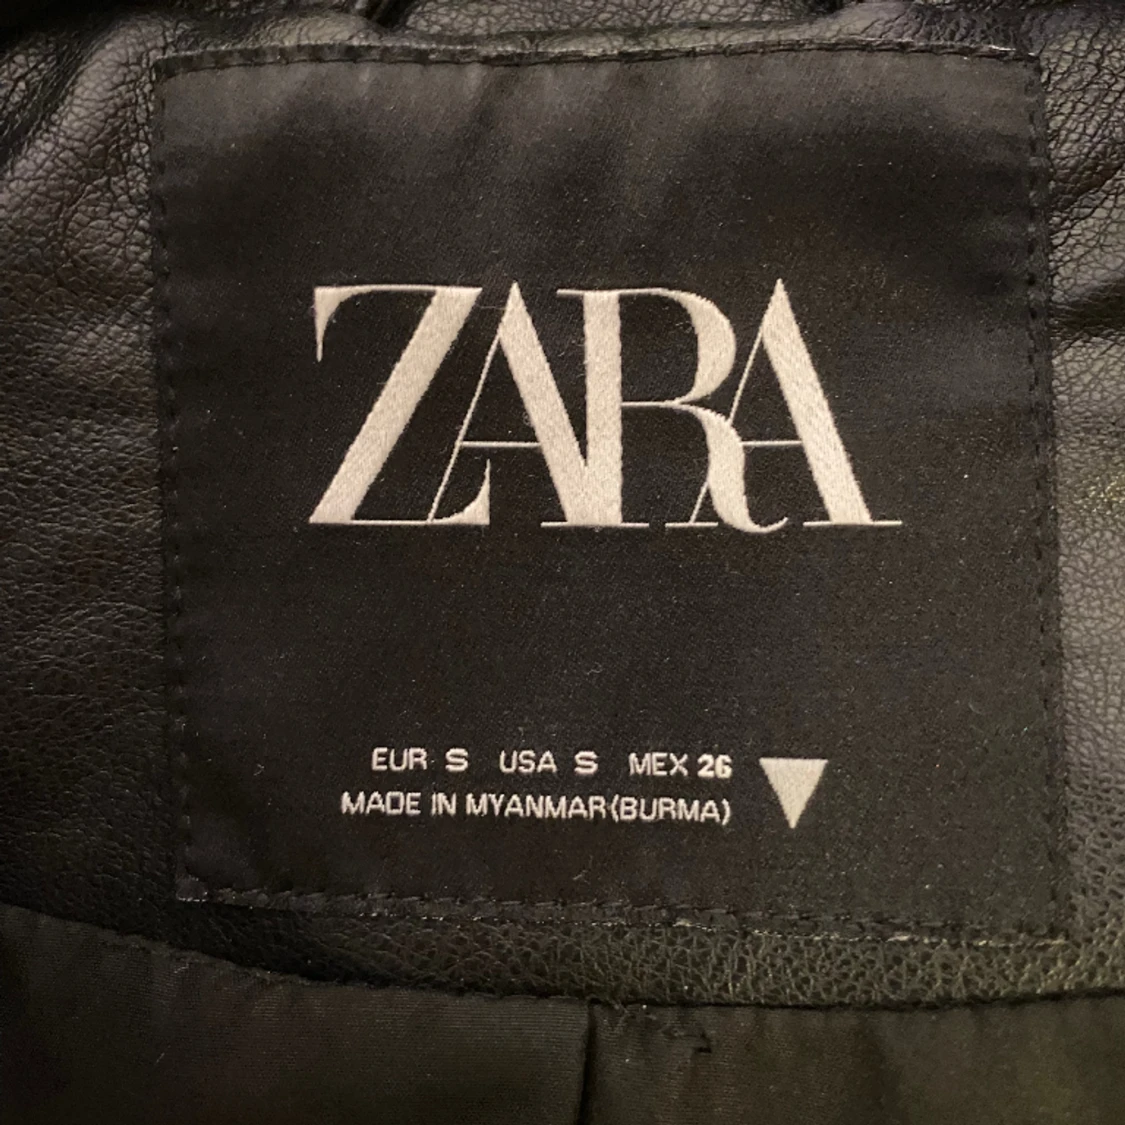 ZARA
EUR S USA S MEX 26
MADE IN MYANMAR(BURMA)